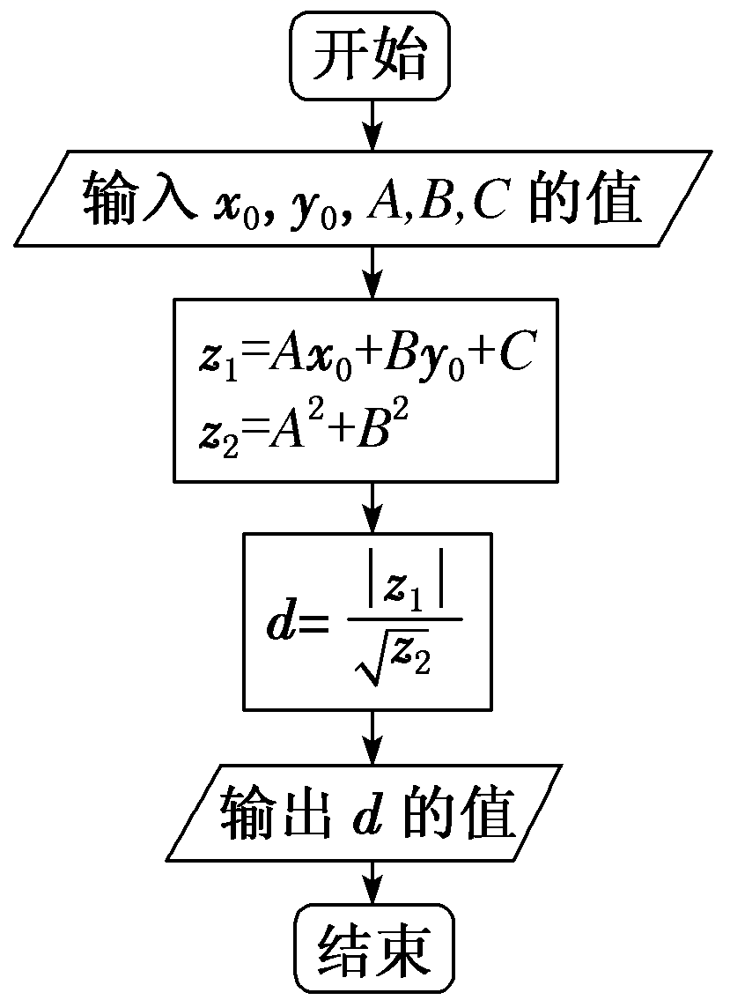 开始
输入 x₀, y₀, A,B,C 的值
z₁=Ax₀+By₀+C
z₂=A²+B²
d= |z₁| / √z₂
输出 d 的值
结束